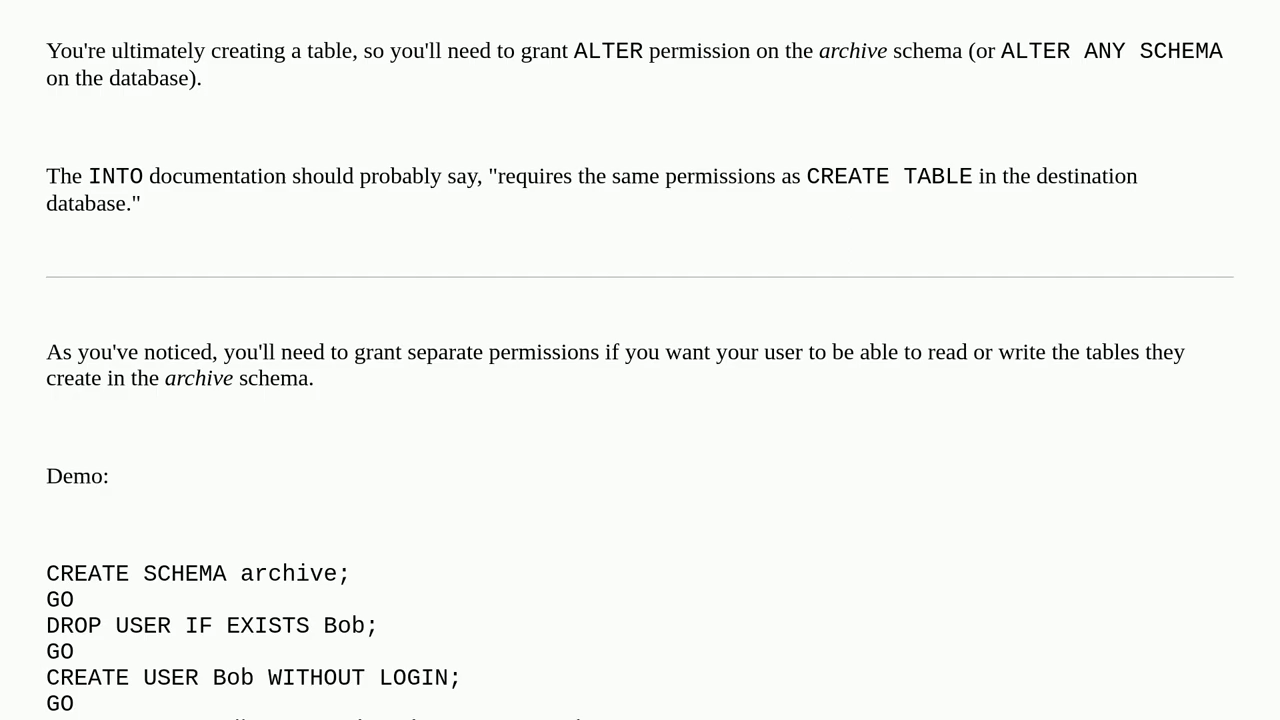 You're ultimately creating a table, so you'll need to grant ALTER permission on the archive schema (or ALTER ANY SCHEMA
on the database).
The INTO documentation should probably say, "requires the same permissions as CREATE TABLE in the destination
database."
As you've noticed, you'll need to grant separate permissions if you want your user to be able to read or write the tables they
create in the archive schema.
Demo:
CREATE SCHEMA archive;
GO
DROP USER IF EXISTS Bob;
GO
CREATE USER Bob WITHOUT LOGIN;
GO